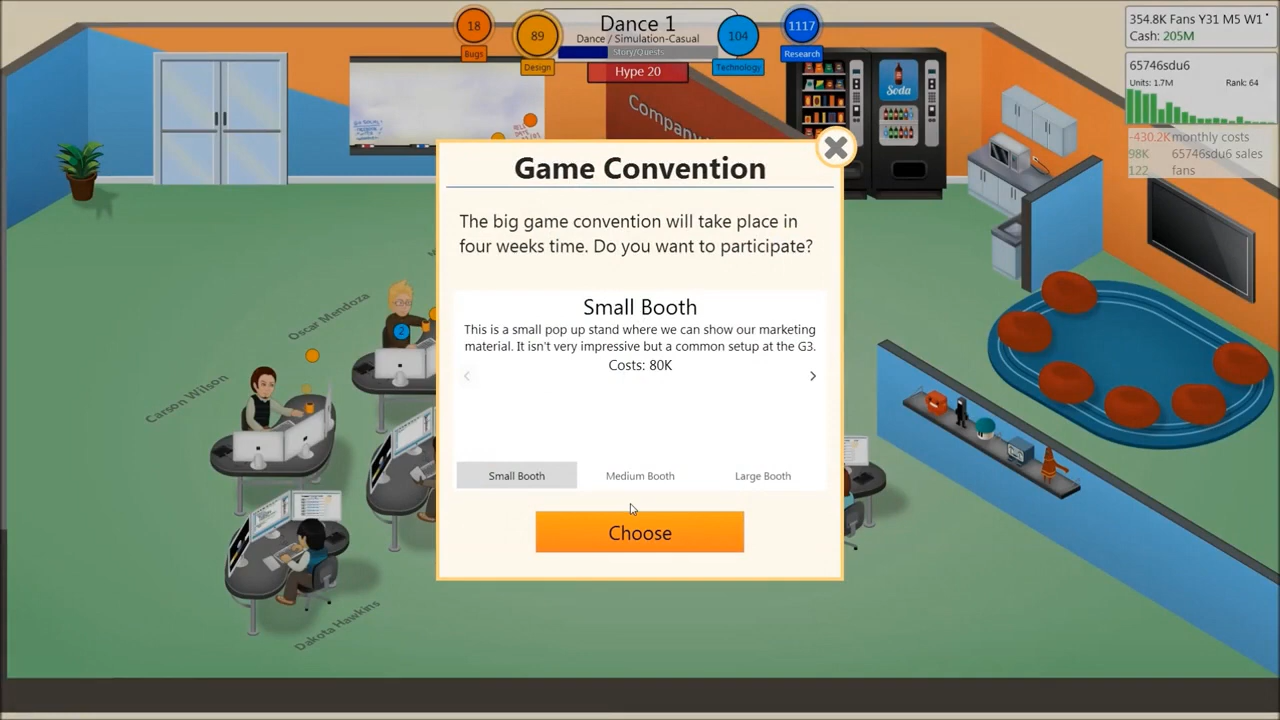 18
Bugs
89
Design
Dance 1
Dance / Simulation-Casual
Story/Quests
Hype 20
104
Technology
1117
Research
354.8K Fans Y31 M5 W1
Cash: 205M
65746sdu6
Units: 1.7M Rank: 64
-430.2K monthly costs
98K 65746sdu6 sales
122 fans
Soda
Company
Game Convention
The big game convention will take place in
four weeks time. Do you want to participate?
Small Booth
This is a small pop up stand where we can show our marketing
material. It isn't very impressive but a common setup at the G3.
Costs: 80K
Small Booth Medium Booth Large Booth
Choose
Oscar Mendoza
2
Carson Wilson
Dakota Hawkins